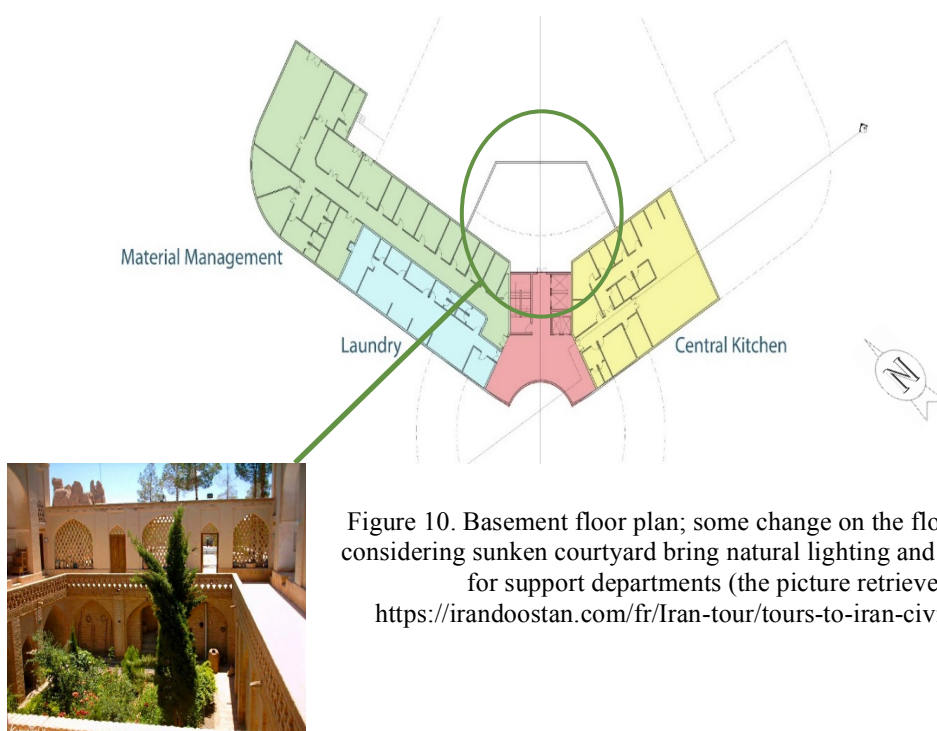 Material Management
Laundry
Central Kitchen
N
Figure 10. Basement floor plan; some change on the flo
considering sunken courtyard bring natural lighting and
for support departments (the picture retrieve
https://irandoostan.com/fr/Iran-tour/tours-to-iran-civ